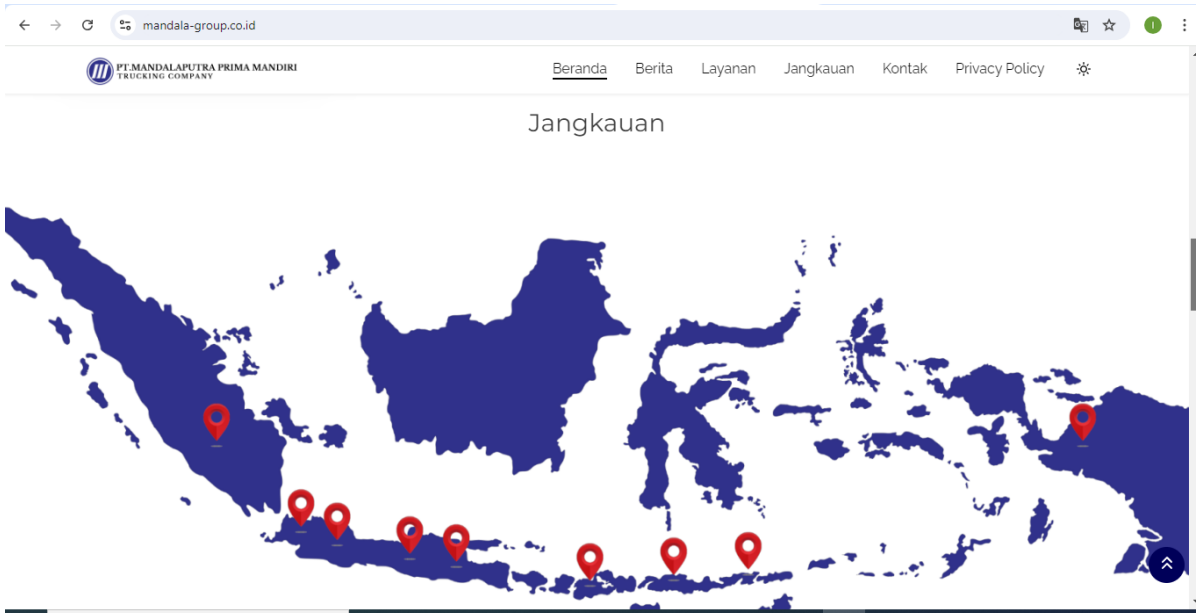 mandala-group.co.id
PT.MANDALAPUTRA PRIMA MANDIRI
TRUCKING COMPANY
Beranda Berita Layanan Jangkauan Kontak Privacy Policy
Jangkauan